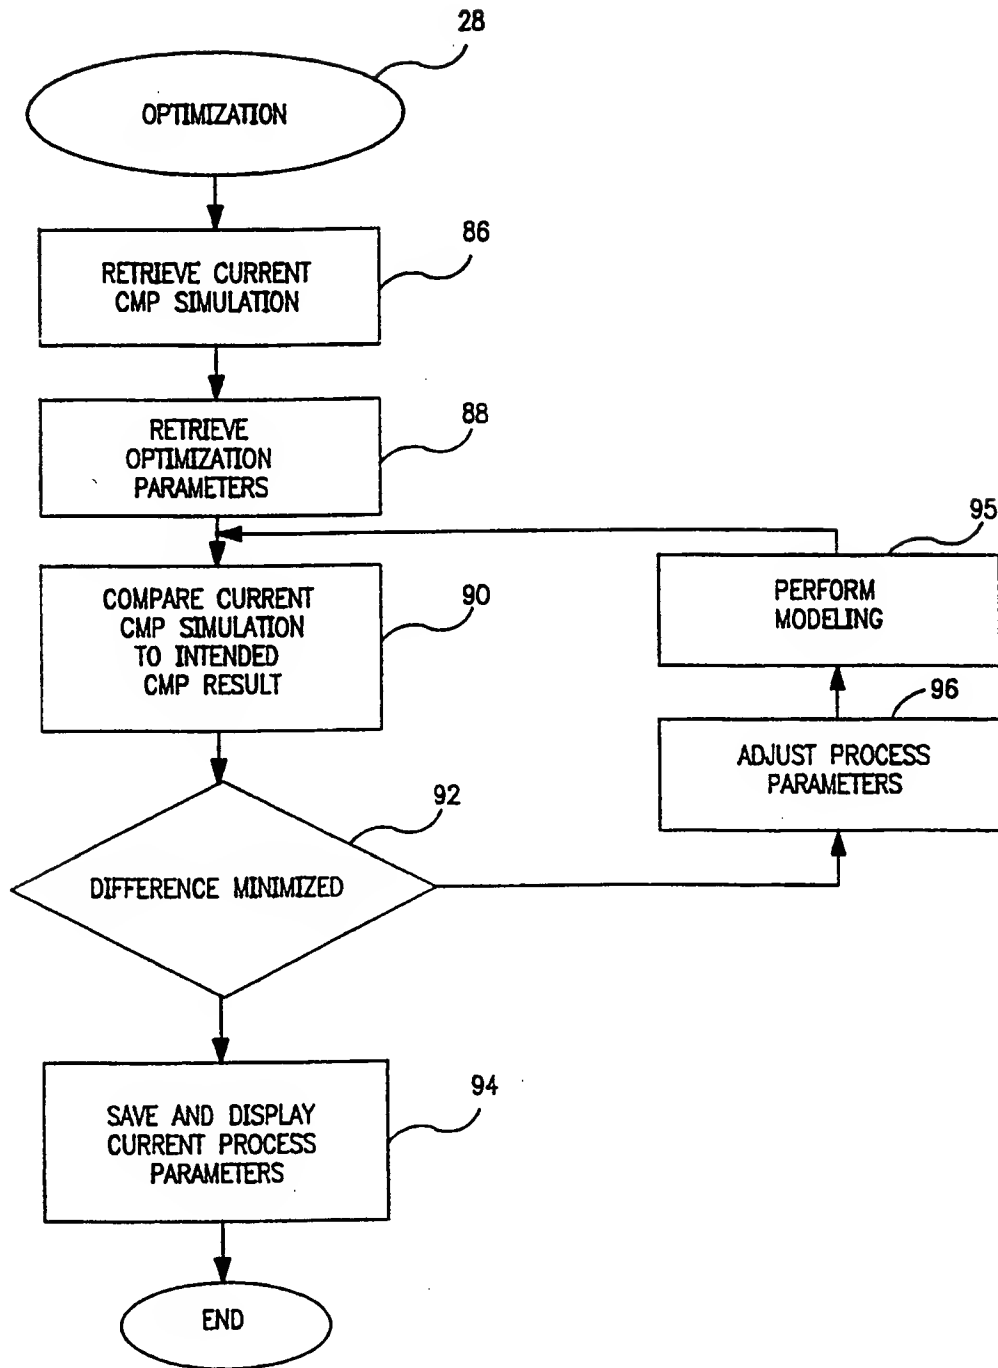 28
OPTIMIZATION
86
RETRIEVE CURRENT
CMP SIMULATION
88
RETRIEVE
OPTIMIZATION
PARAMETERS
95
PERFORM
MODELING
90
COMPARE CURRENT
CMP SIMULATION
TO INTENDED
CMP RESULT
96
ADJUST PROCESS
PARAMETERS
92
DIFFERENCE MINIMIZED
94
SAVE AND DISPLAY
CURRENT PROCESS
PARAMETERS
END